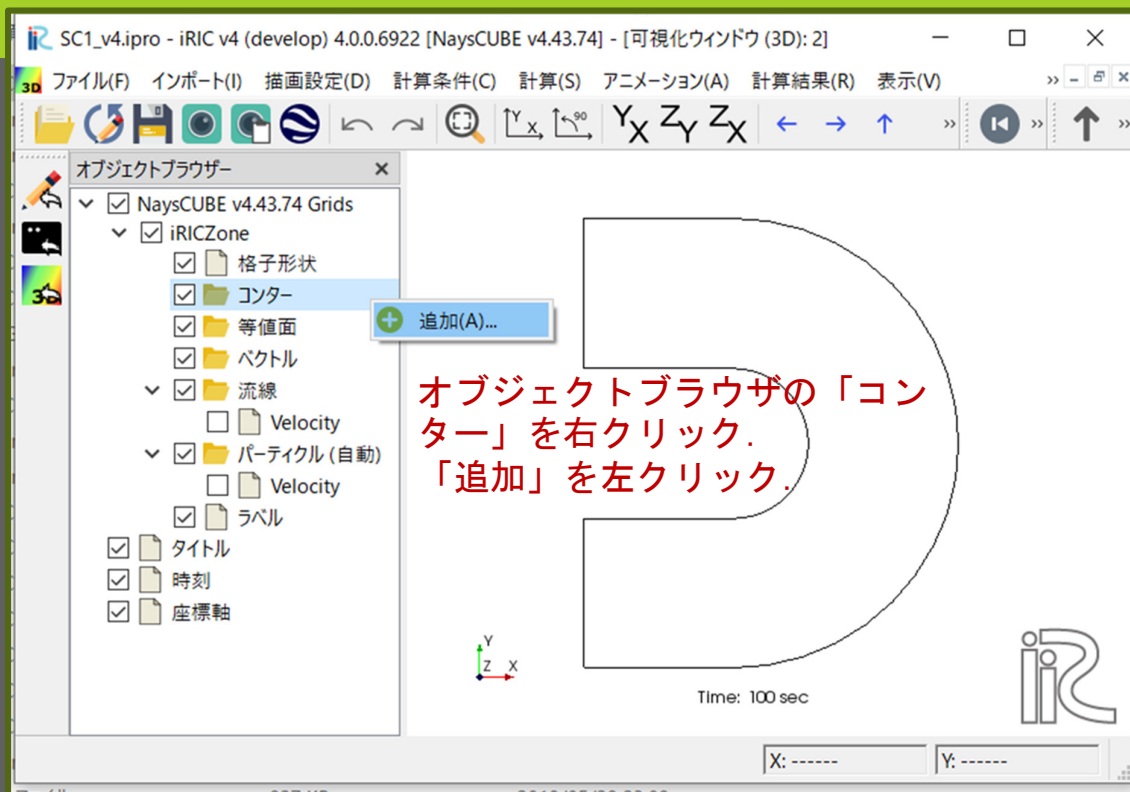 SC1_v4.ipro - iRIC v4 (develop) 4.0.0.6922 [NaysCUBE v4.43.74] - [可視化ウィンドウ (3D): 2]
3D ファイル(F) インポート(I) 描画設定(D) 計算条件(C) 計算(S) アニメーション(A) 計算結果(R) 表示(V) »
Y X 90 Y X Z Y Z X » » »
オブジェクトブラウザー
NaysCUBE v4.43.74 Grids
iRICZone
格子形状
コンター
追加(A)...
等値面
ベクトル
流線
Velocity
パーティクル (自動)
Velocity
ラベル
タイトル
時刻
座標軸
オブジェクトブラウザの「コン
ター」を右クリック.
「追加」を左クリック.
Y
Z X
Time: 100 sec
iRIC
X: ------ Y: ------